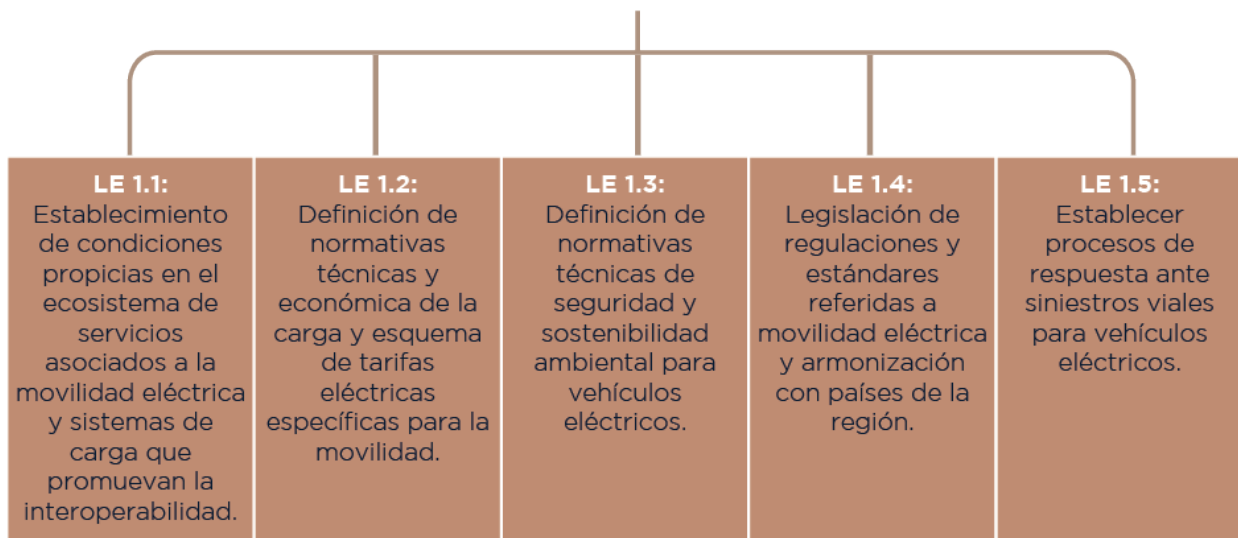 LE 1.1:
Establecimiento
de condiciones
propicias en el
ecosistema de
servicios
asociados a la
movilidad eléctrica
y sistemas de
carga que
promuevan la
interoperabilidad.
LE 1.2:
Definición de
normativas
técnicas y
económica de la
carga y esquema
de tarifas
eléctricas
específicas para la
movilidad.
LE 1.3:
Definición de
normativas
técnicas de
seguridad y
sostenibilidad
ambiental para
vehículos
eléctricos.
LE 1.4:
Legislación de
regulaciones y
estándares
referidas a
movilidad eléctrica
y armonización
con países de la
región.
LE 1.5:
Establecer
procesos de
respuesta ante
siniestros viales
para vehículos
eléctricos.